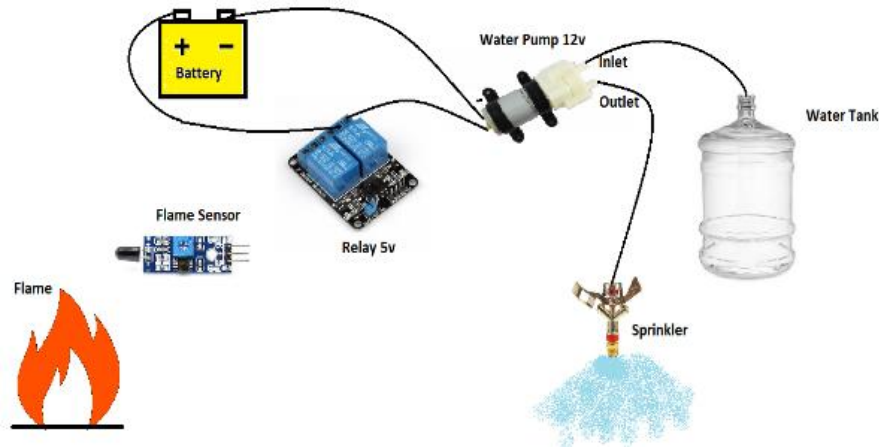 + −
Battery
Water Pump 12v
Inlet
Outlet
Water Tank
Relay 5v
Flame Sensor
Flame
Sprinkler